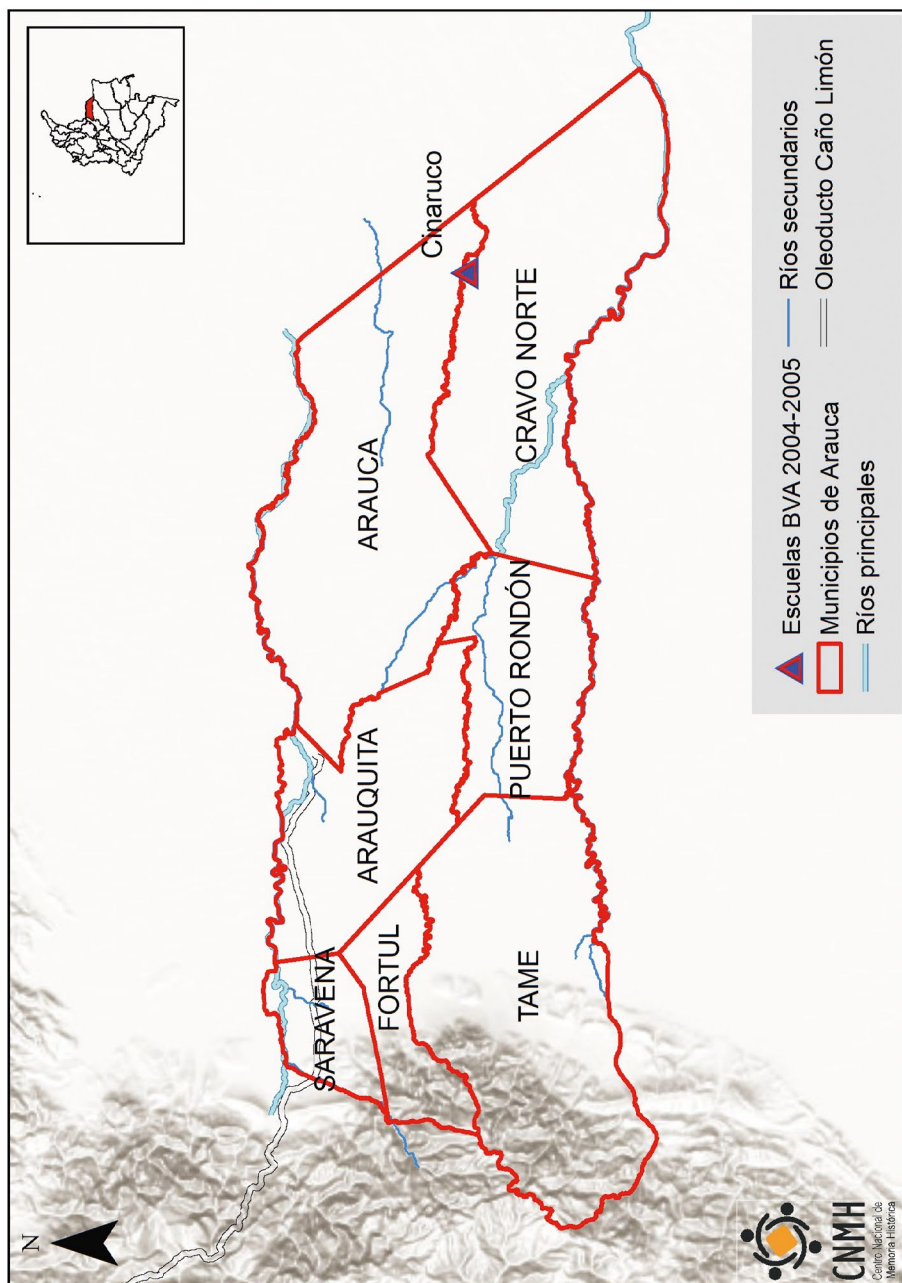 N
SARAVENA
FORTUL
TAME
ARAUQUITA
PUERTO RONDÓN
ARAUCA
CRAVO NORTE
Cinaruco
Escuelas BVA 2004-2005
Municipios de Arauca
Ríos principales
Ríos secundarios
Oleoducto Caño Limón
CNMH
Centro Nacional de
Memoria Histórica